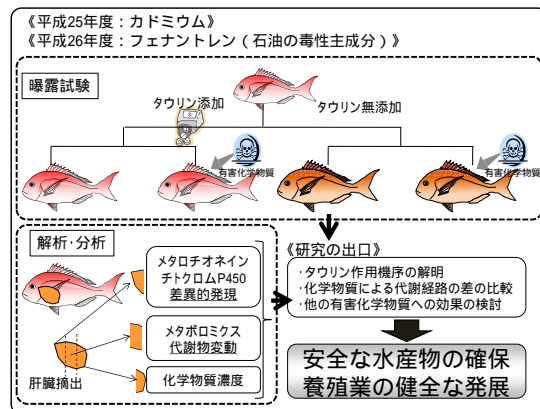 《平成25年度：カドミウム》
《平成26年度：フェナントレン（石油の毒性主成分）》
曝露試験
タウリン添加
タウリン無添加
有害化学物質
有害化学物質
解析・分析
メタロチオネイン
チトクロムP450
差異的発現
メタボロミクス
代謝物変動
化学物質濃度
肝臓摘出
《研究の出口》
・タウリン作用機序の解明
・化学物質による代謝経路の差の比較
・他の有害化学物質への効果の検討
安全な水産物の確保
養殖業の健全な発展